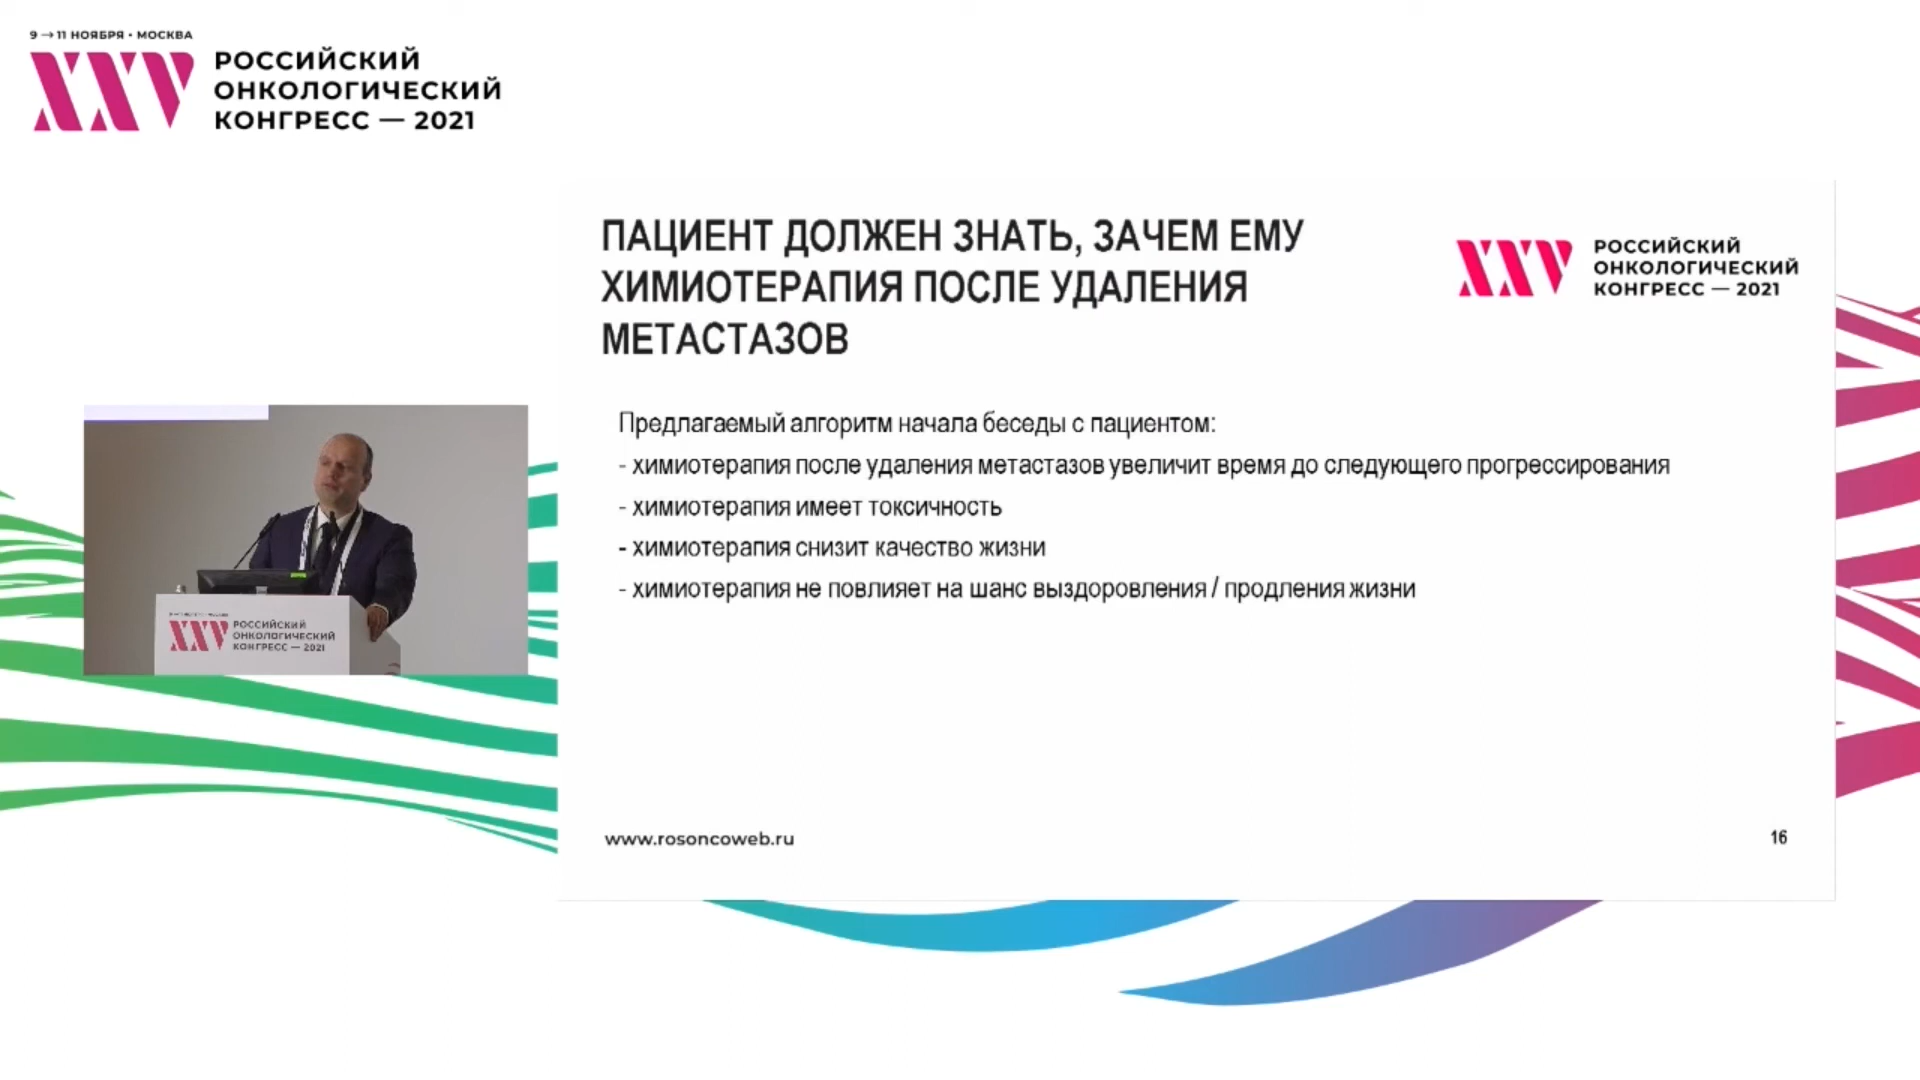 9 → 11 НОЯБРЯ • МОСКВА
XXV
РОССИЙСКИЙ
ОНКОЛОГИЧЕСКИЙ
КОНГРЕСС — 2021
ПАЦИЕНТ ДОЛЖЕН ЗНАТЬ, ЗАЧЕМ ЕМУ
ХИМИОТЕРАПИЯ ПОСЛЕ УДАЛЕНИЯ
МЕТАСТАЗОВ
XXV
РОССИЙСКИЙ
ОНКОЛОГИЧЕСКИЙ
КОНГРЕСС — 2021
Предлагаемый алгоритм начала беседы с пациентом:
- химиотерапия после удаления метастазов увеличит время до следующего прогрессирования
- химиотерапия имеет токсичность
- химиотерапия снизит качество жизни
- химиотерапия не повлияет на шанс выздоровления / продления жизни
XXV
РОССИЙСКИЙ
ОНКОЛОГИЧЕСКИЙ
КОНГРЕСС — 2021
www.rosoncoweb.ru
16